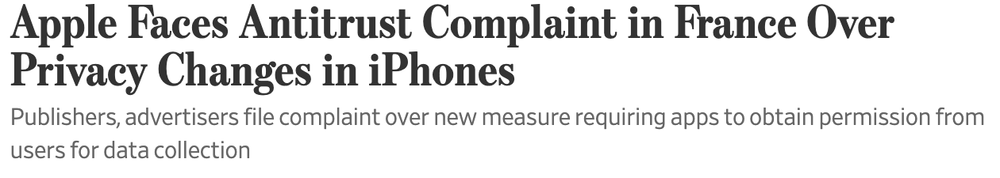 Apple Faces Antitrust Complaint in France Over
Privacy Changes in iPhones
Publishers, advertisers file complaint over new measure requiring apps to obtain permission from
users for data collection